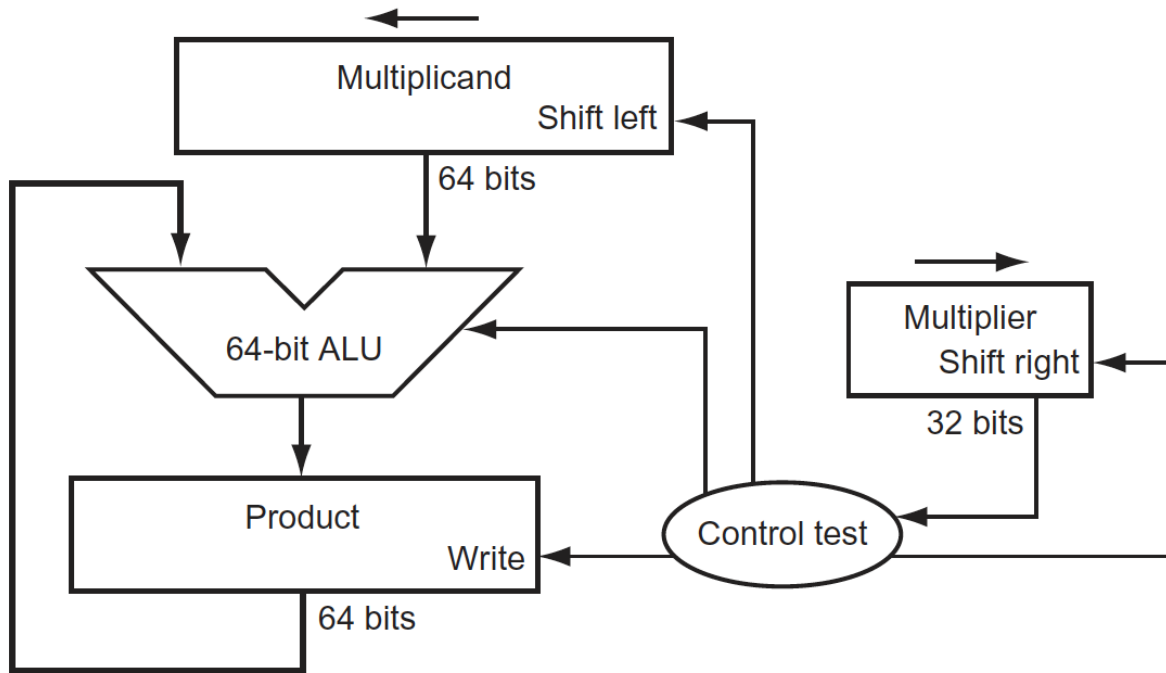 Multiplicand
Shift left
64 bits
64-bit ALU
Multiplier
Shift right
32 bits
Product
Write
Control test
64 bits